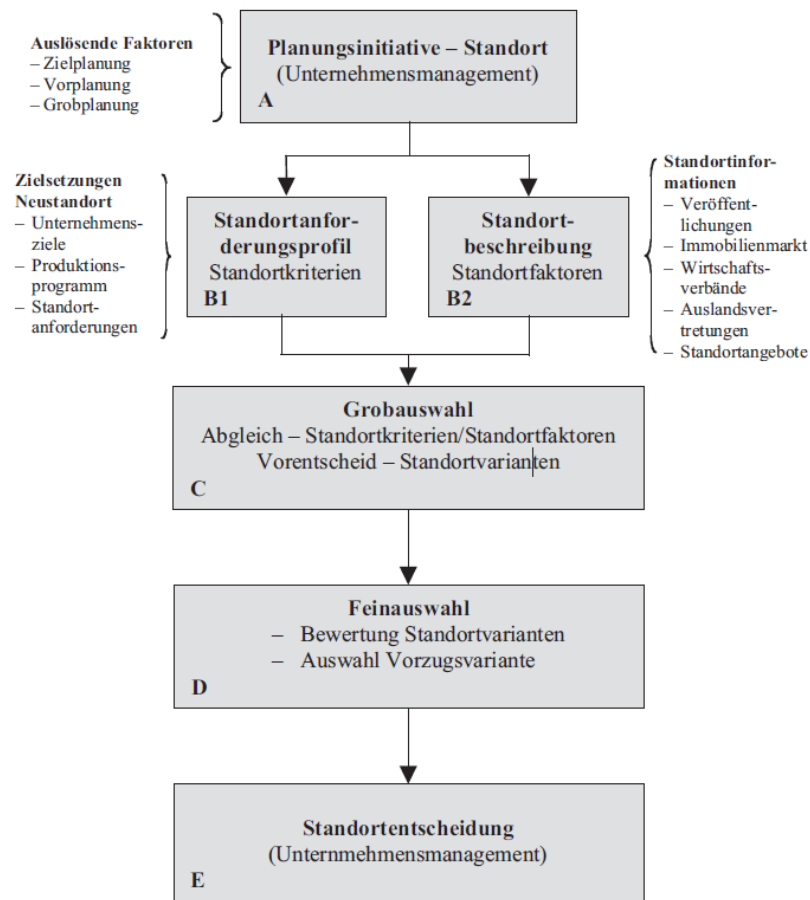 Auslösende Faktoren
– Zielplanung
– Vorplanung
– Grobplanung
Planungsinitiative – Standort
(Unternehmensmanagement)
A
Zielsetzungen
Neustandort
– Unternehmens-
ziele
– Produktions-
programm
– Standort-
anforderungen
Standortanfor-
derungsprofil
Standortkriterien
B1
Standort-
beschreibung
Standortfaktoren
B2
Standortinfor-
mationen
– Veröffent-
lichungen
– Immobilienmarkt
– Wirtschafts-
verbände
– Auslandsver-
tretungen
– Standortangebote
Grobauswahl
Abgleich – Standortkriterien/Standortfaktoren
Vorentscheid – Standortvarianten
C
Feinauswahl
– Bewertung Standortvarianten
– Auswahl Vorzugsvariante
D
Standortentscheidung
(Unternmehmensmanagement)
E